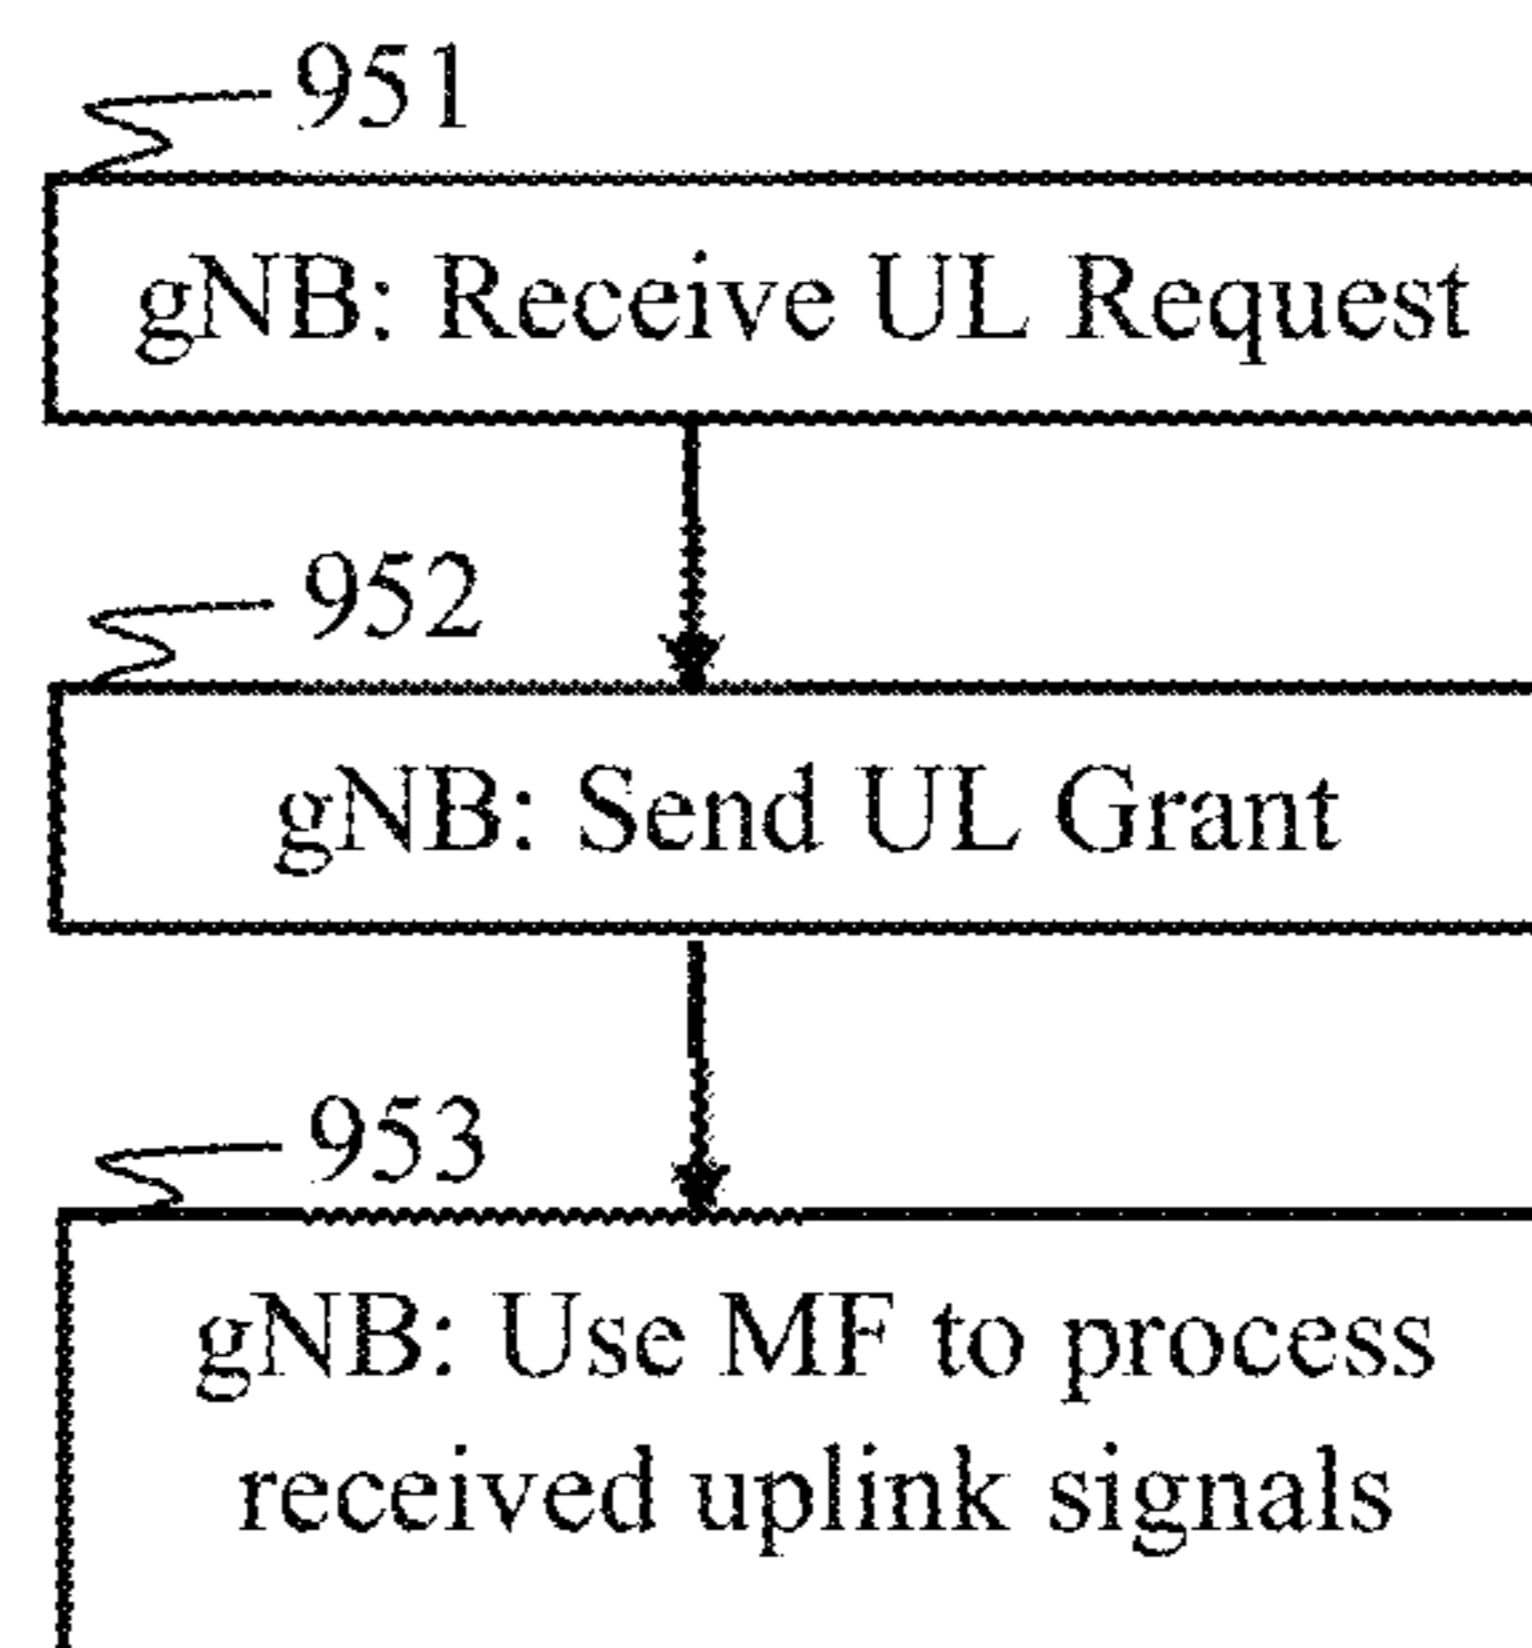 951
gNB: Receive UL Request
952
gNB: Send UL Grant
953
gNB: Use MF to process
received uplink signals